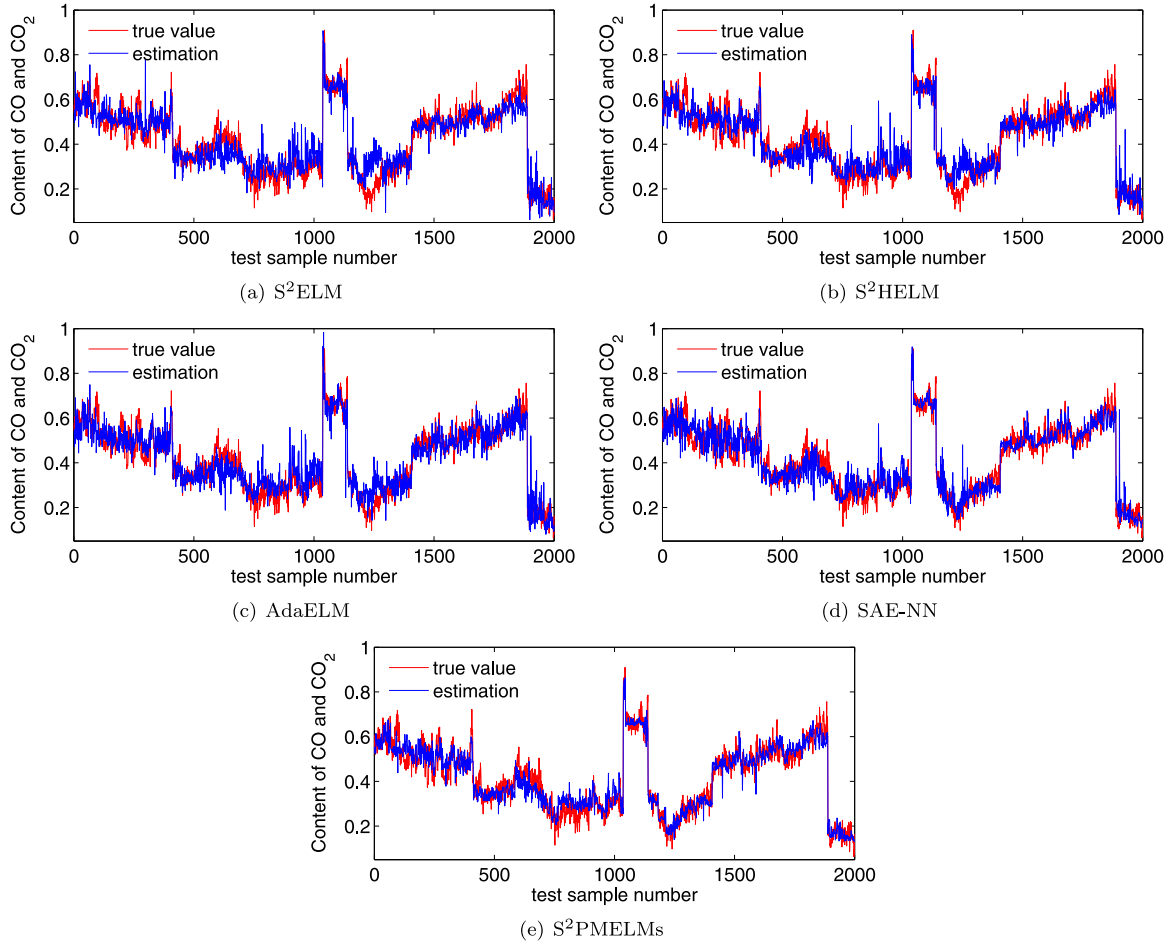 Content of CO and CO₂
1
0.8
0.6
0.4
0.2
true value
estimation
0
500
1000
1500
2000
test sample number
(a) S²ELM
Content of CO and CO₂
1
0.8
0.6
0.4
0.2
true value
estimation
0
500
1000
1500
2000
test sample number
(b) S²HELM
Content of CO and CO₂
1
0.8
0.6
0.4
0.2
true value
estimation
0
500
1000
1500
2000
test sample number
(c) AdaELM
Content of CO and CO₂
1
0.8
0.6
0.4
0.2
true value
estimation
0
500
1000
1500
2000
test sample number
(d) SAE-NN
Content of CO and CO₂
1
0.8
0.6
0.4
0.2
true value
estimation
0
500
1000
1500
2000
test sample number
(e) S²PMELMs